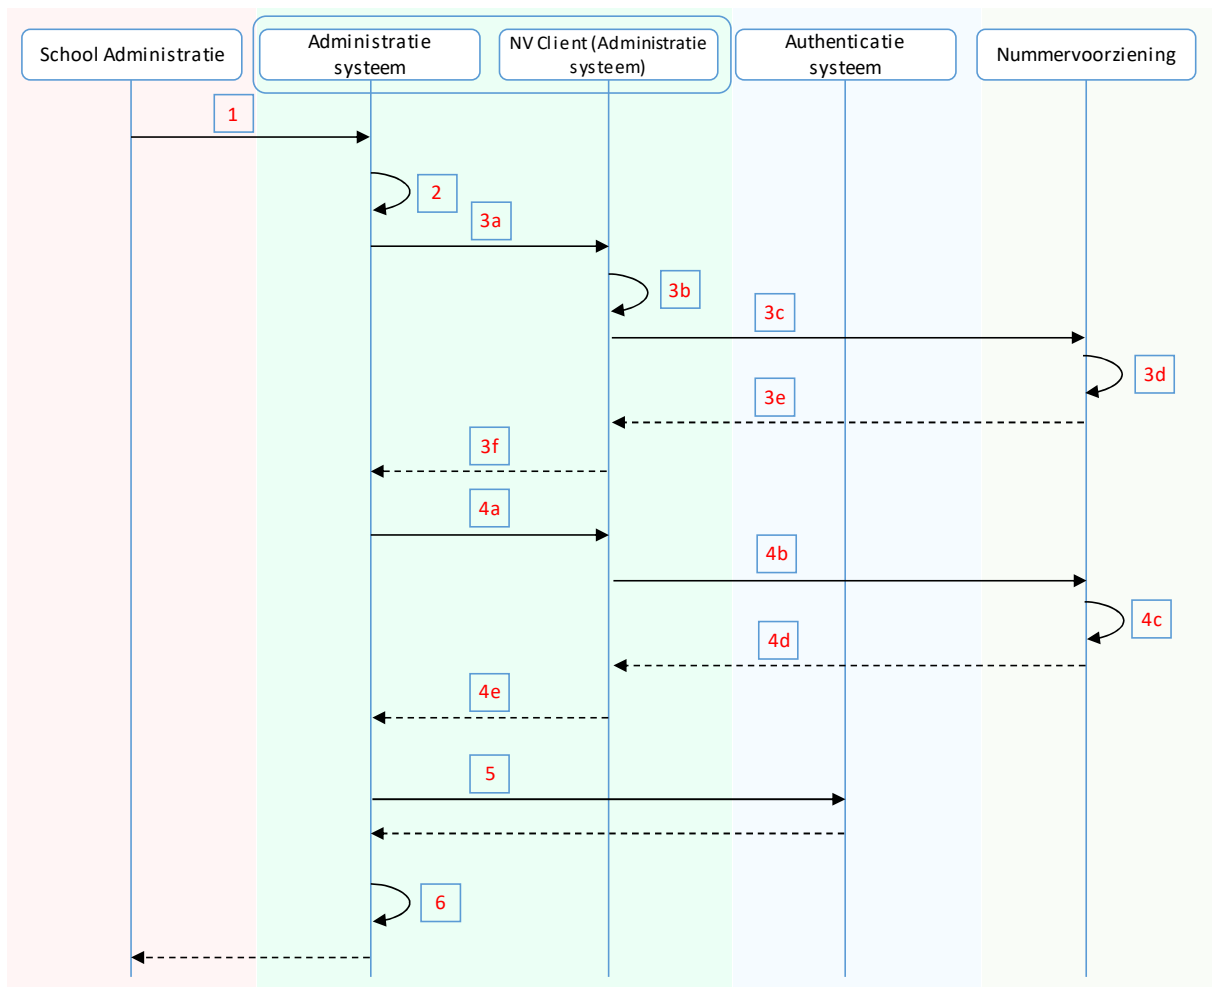 School Administratie
Administratie
systeem
NV Client (Administratie
systeem)
Authenticatie
systeem
Nummervoorziening
1
2
3a
3b
3c
3d
3e
3f
4a
4b
4c
4d
4e
5
6